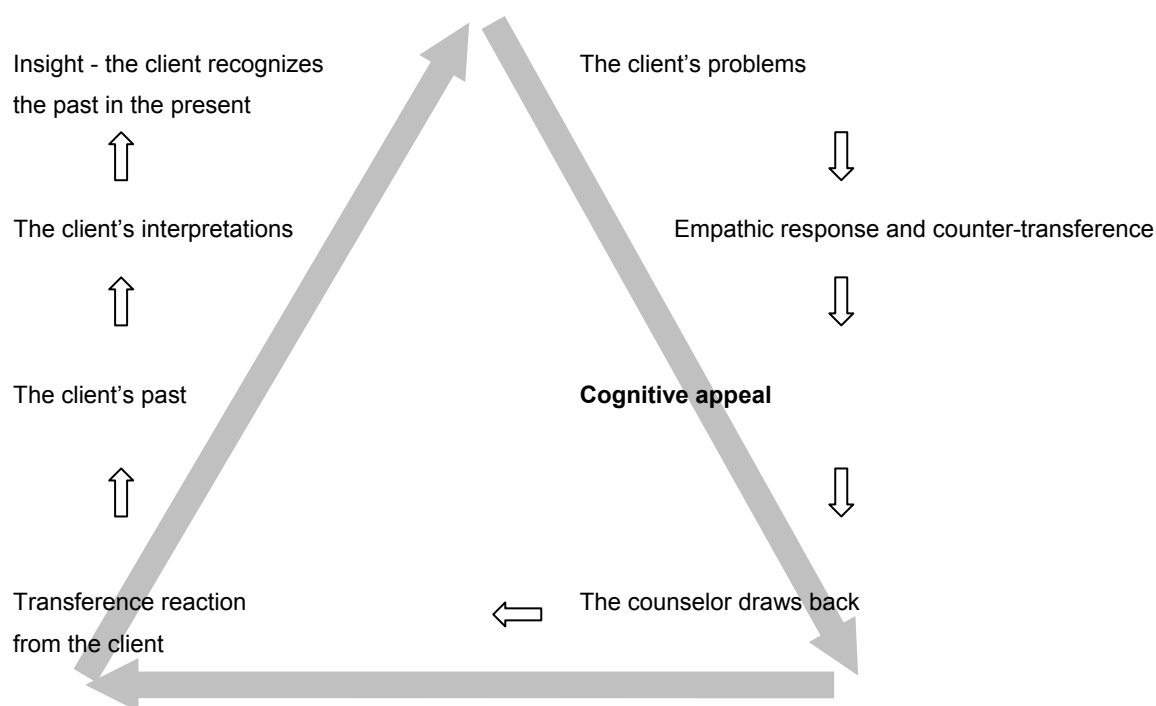 Insight - the client recognizes
the past in the present
The client’s problems
The client’s interpretations
Empathic response and counter-transference
The client’s past
Cognitive appeal
Transference reaction
from the client
The counselor draws back